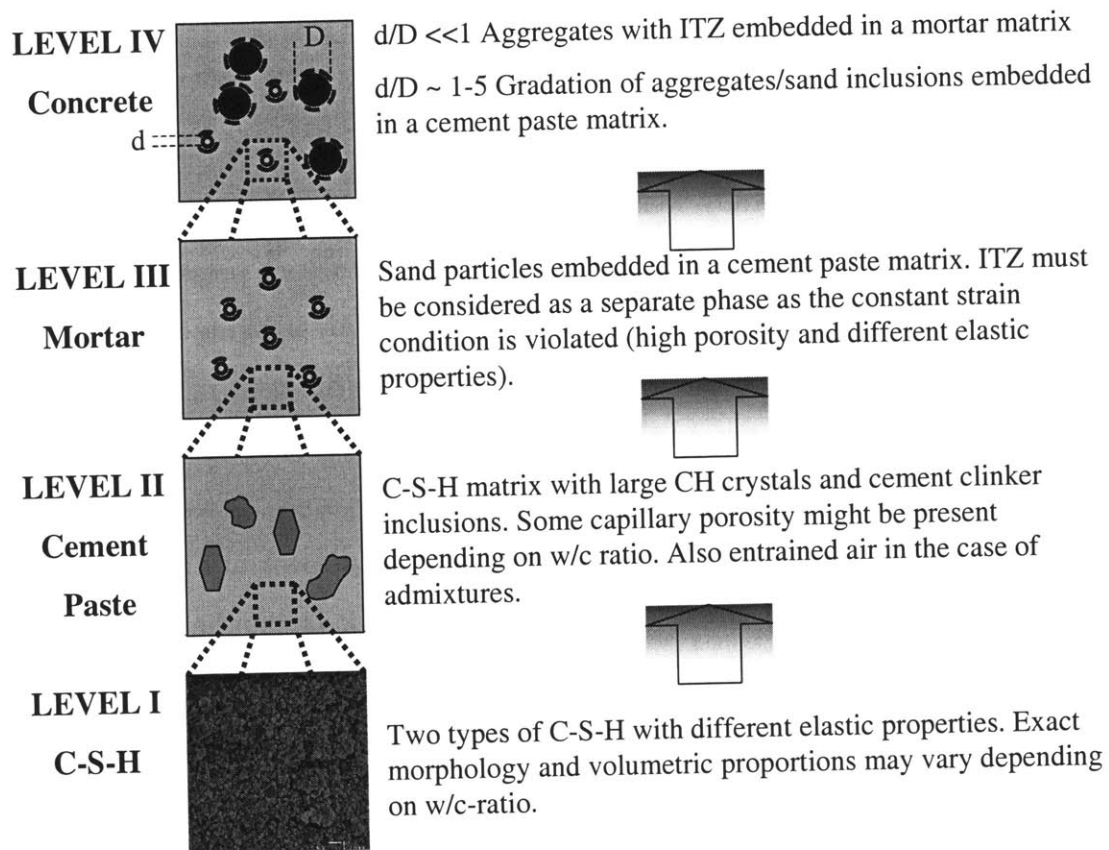 LEVEL IV
Concrete
D
d
d/D <<1 Aggregates with ITZ embedded in a mortar matrix
d/D ~ 1-5 Gradation of aggregates/sand inclusions embedded
in a cement paste matrix.
LEVEL III
Mortar
Sand particles embedded in a cement paste matrix. ITZ must
be considered as a separate phase as the constant strain
condition is violated (high porosity and different elastic
properties).
LEVEL II
Cement
Paste
C-S-H matrix with large CH crystals and cement clinker
inclusions. Some capillary porosity might be present
depending on w/c ratio. Also entrained air in the case of
admixtures.
LEVEL I
C-S-H
Two types of C-S-H with different elastic properties. Exact
morphology and volumetric proportions may vary depending
on w/c-ratio.